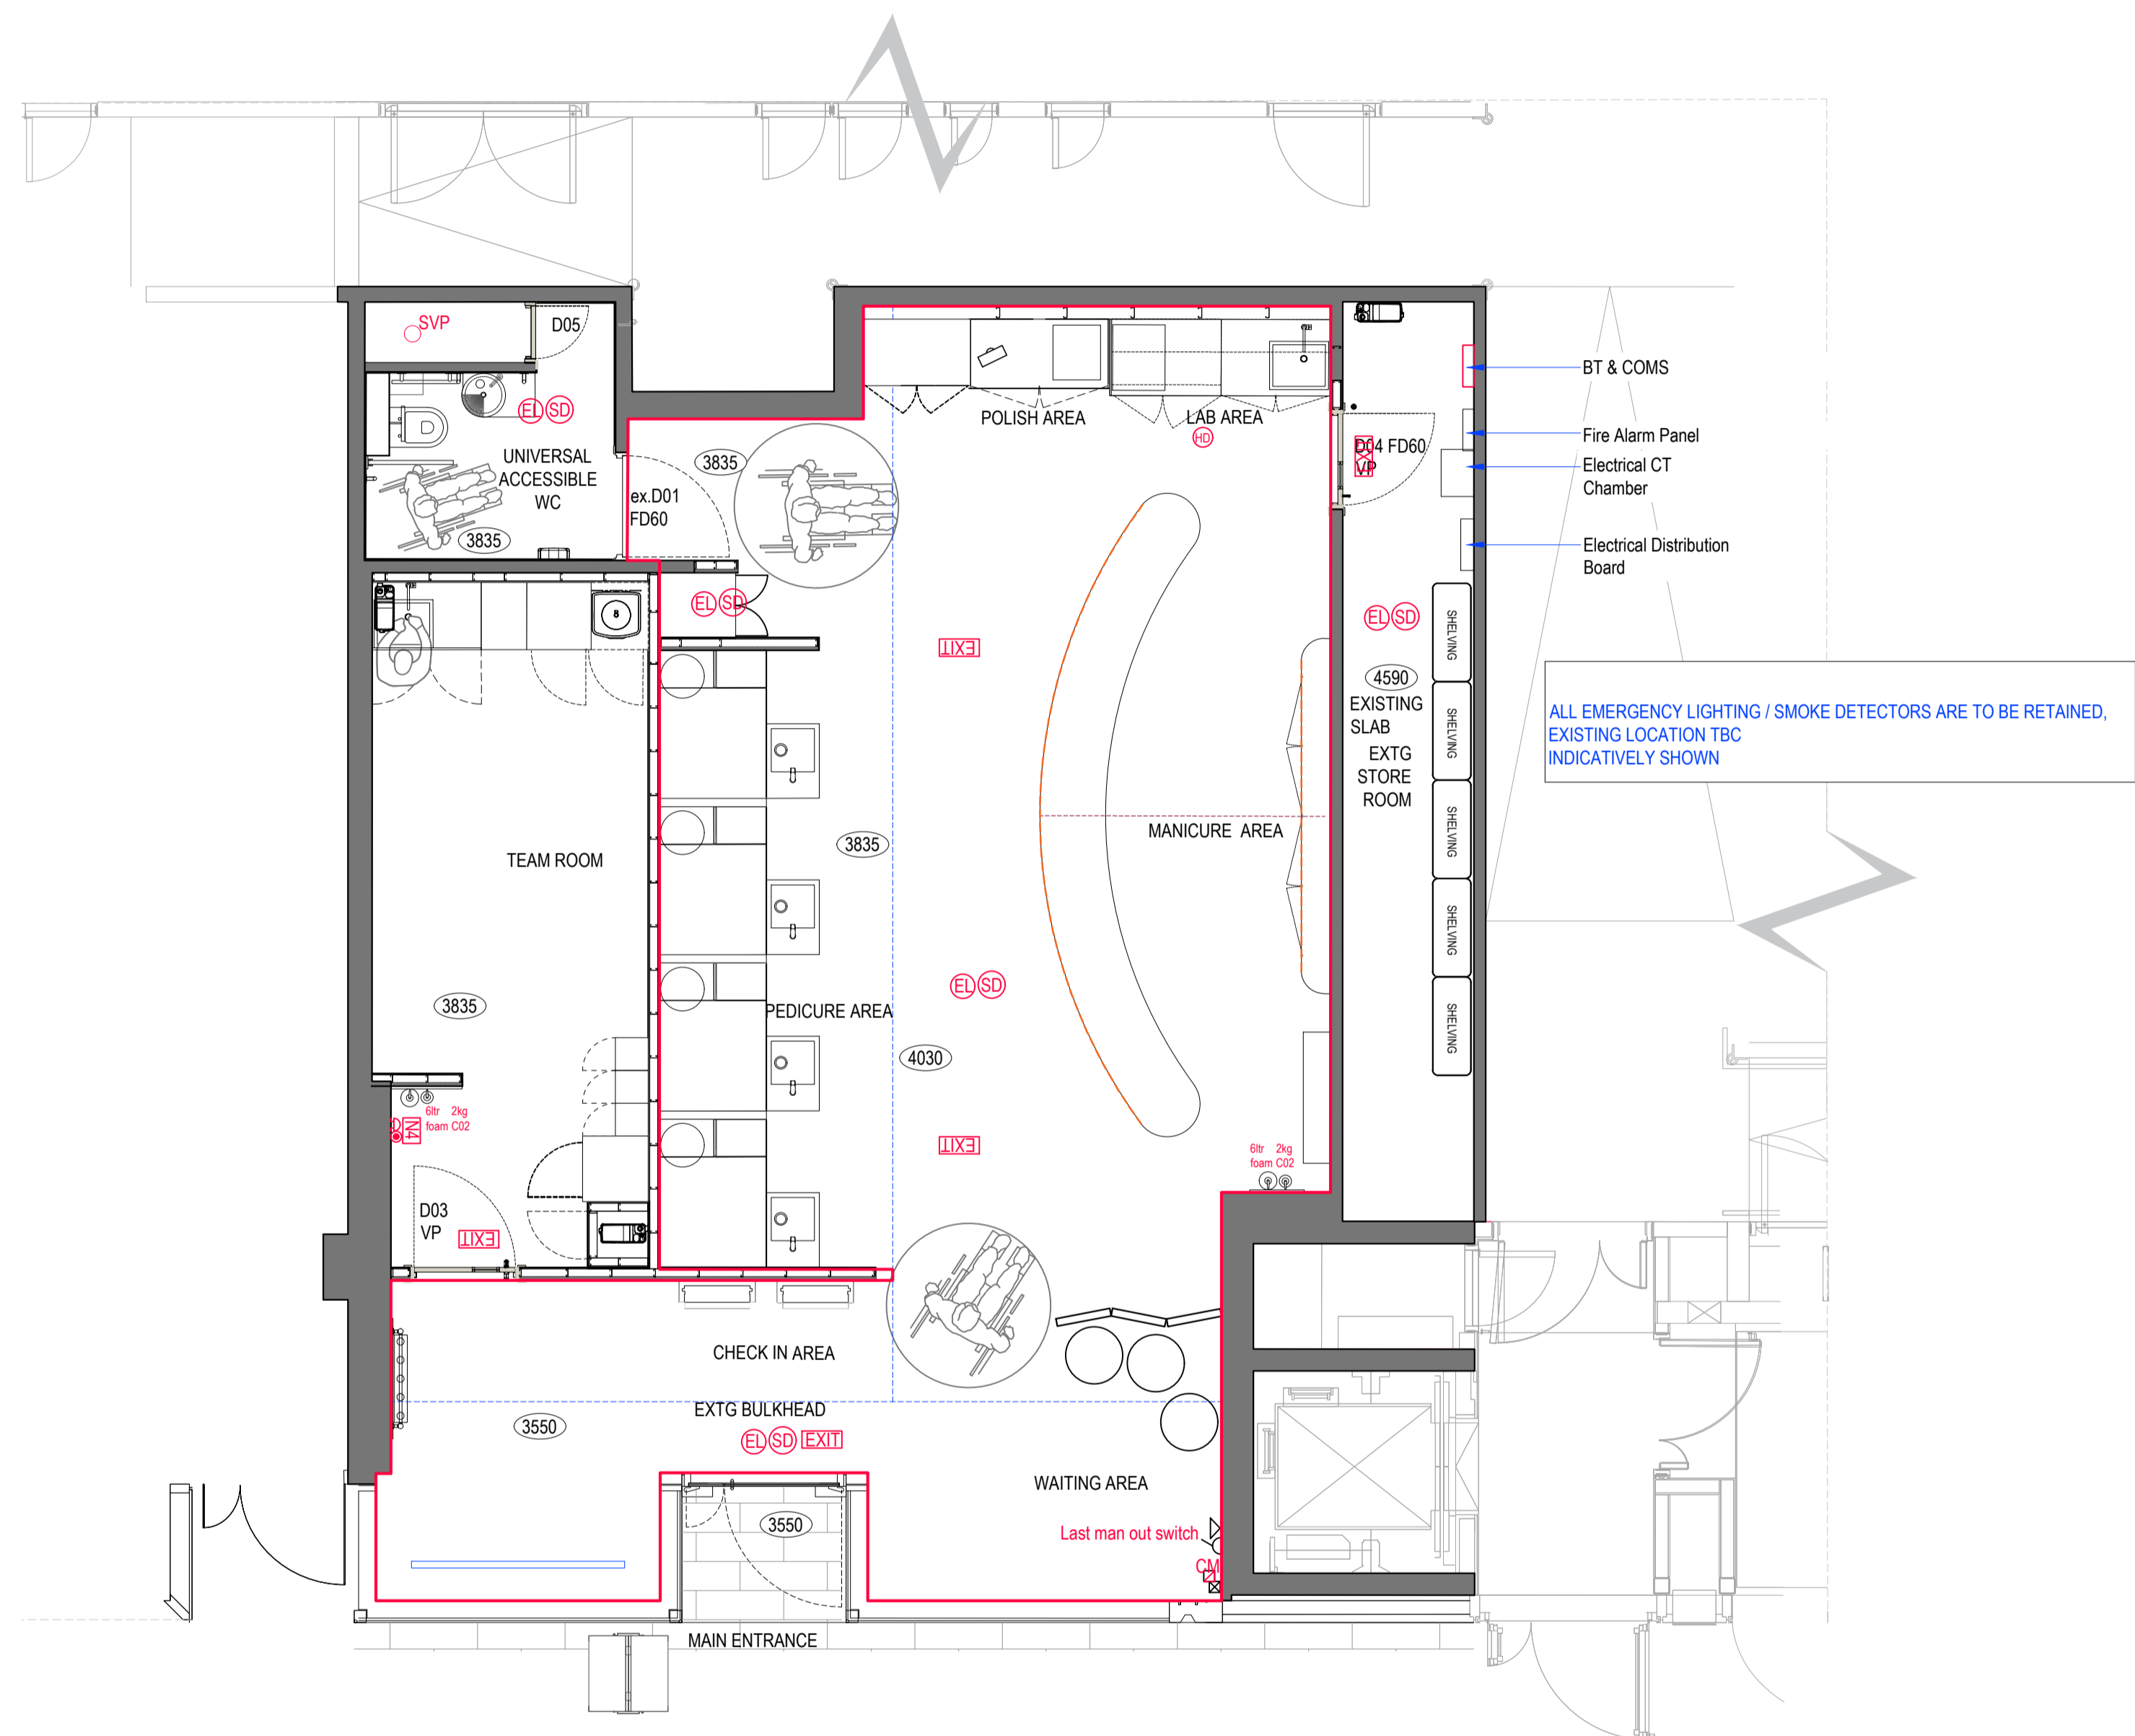 SVP
D05
EL SD
UNIVERSAL
ACCESSIBLE
WC
3835
3835
ex.D01
FD60
POLISH AREA
LAB AREA
HD
D04 FD60
VP
EXIT
BT & COMS
Fire Alarm Panel
Electrical CT
Chamber
Electrical Distribution
Board
EL SD
EXIT
EL SD
4590
EXISTING
SLAB
EXTG
STORE
ROOM
SHELVING
SHELVING
SHELVING
SHELVING
SHELVING
ALL EMERGENCY LIGHTING / SMOKE DETECTORS ARE TO BE RETAINED,
EXISTING LOCATION TBC
INDICATIVELY SHOWN
TEAM ROOM
3835
MANICURE AREA
3835
PEDICURE AREA
EL SD
4030
6ltr 2kg
foam C02
N4
EXIT
6ltr 2kg
foam C02
D03
VP
EXIT
CHECK IN AREA
EXTG BULKHEAD
3550
EL SD EXIT
WAITING AREA
3550
Last man out switch
CM
MAIN ENTRANCE